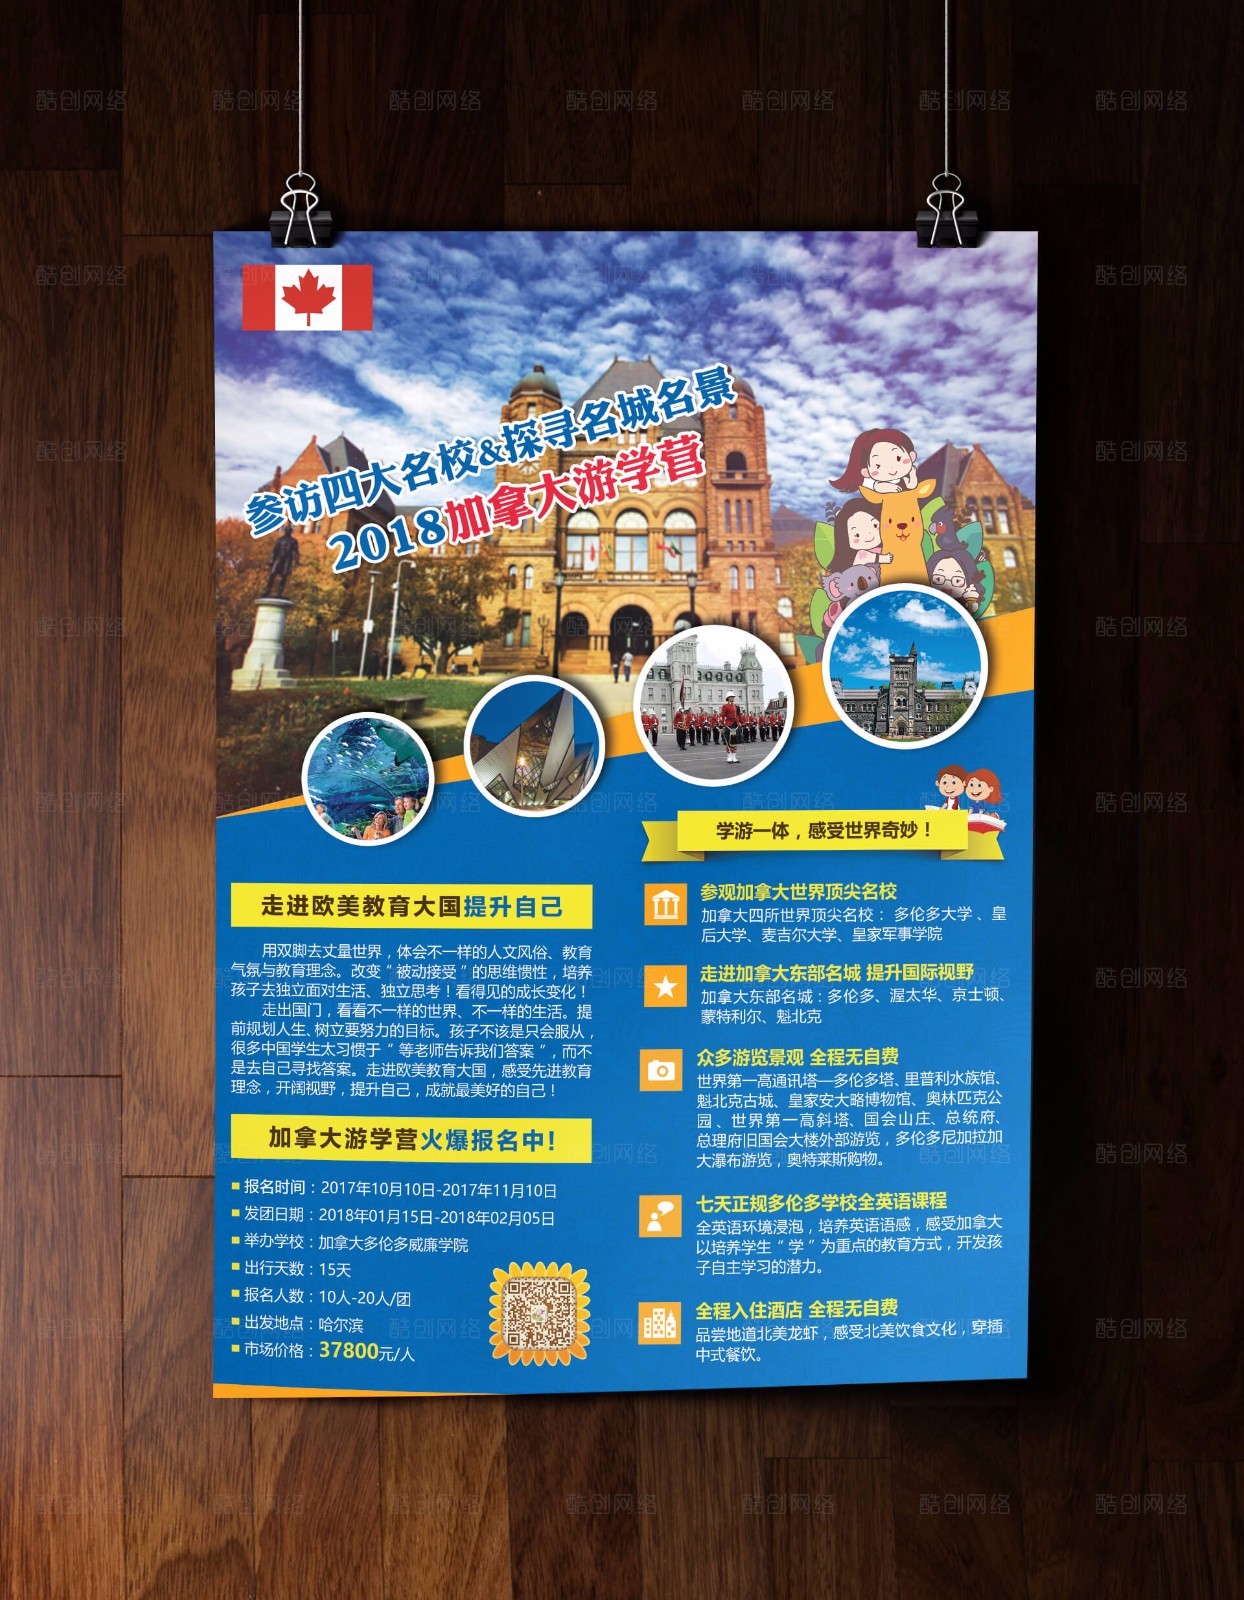 参访四大名校&探寻名城名景
2018加拿大游学营
学游一体，感受世界奇妙！
走进欧美教育大国提升自己
用双脚去丈量世界，体会不一样的人文风俗、教育
气氛与教育理念。改变“被动接受”的思维惯性，培养
孩子去独立面对生活、独立思考！看得见的成长变化！
走出国门，看看不一样的世界、不一样的生活。提
前规划人生、树立要努力的目标。孩子不该是只会服从，
很多中国学生太习惯于“等老师告诉我们答案“，而不
是去自己寻找答案。走进欧美教育大国，感受先进教育
理念，开阔视野，提升自己，成就最美好的自己！
加拿大游学营火爆报名中！
报名时间：2017年10月10日-2017年11月10日
发团日期：2018年01月15日-2018年02月05日
举办学校：加拿大多伦多威廉学院
出行天数：15天
报名人数：10人-20人/团
出发地点：哈尔滨
市场价格：37800元/人
参观加拿大世界顶尖名校
加拿大四所世界顶尖名校： 多伦多大学 、皇
后大学、麦吉尔大学、皇家军事学院
走进加拿大东部名城 提升国际视野
加拿大东部名城：多伦多、渥太华、京士顿、
蒙特利尔、魁北克
众多游览景观 全程无自费
世界第一高通讯塔—多伦多塔、里普利水族馆、
魁北克古城、皇家安大略博物馆、奥林匹克公
园、世界第一高斜塔、国会山庄、总统府、
总理府旧国会大楼外部游览，多伦多尼加拉加
大瀑布游览，奥特莱斯购物。
七天正规多伦多学校全英语课程
全英语环境浸泡，培养英语语感，感受加拿大
以培养学生“学”为重点的教育方式，开发孩
子自主学习的潜力。
全程入住酒店 全程无自费
品尝地道北美龙虾，感受北美饮食文化，穿插
中式餐饮。
酷创网络